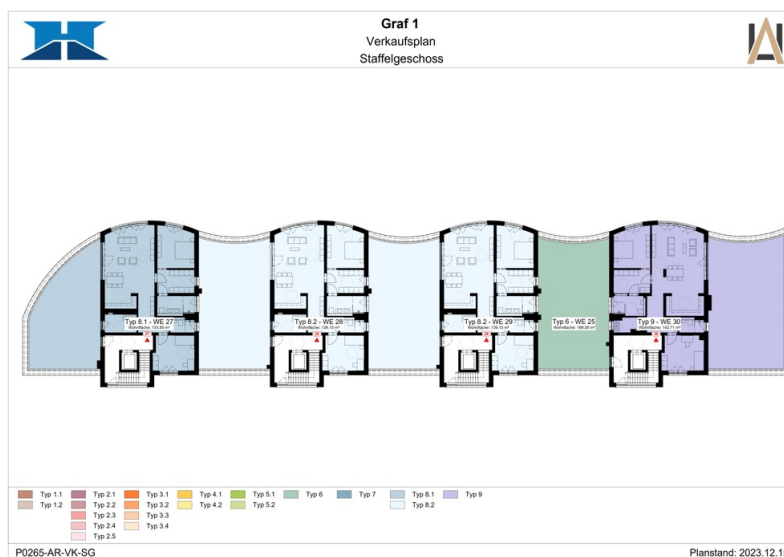 Graf 1
Verkaufsplan
Staffelgeschoss
Typ 8.1 - WE 27
Typ 8.2 - WE 28
Typ 8.2 - WE 29
Typ 6 - WE 25
Typ 9 - WE 30
Wohnfläche: 142.71 m²
Typ 1.1
Typ 2.1
Typ 3.1
Typ 4.1
Typ 5.1
Typ 6
Typ 7
Typ 8.1
Typ 9
Typ 1.2
Typ 2.2
Typ 3.2
Typ 4.2
Typ 5.2
Typ 8.2
Typ 2.3
Typ 3.3
Typ 2.4
Typ 3.4
Typ 2.5
P0265-AR-VK-SG
Planstand: 2023.12.1